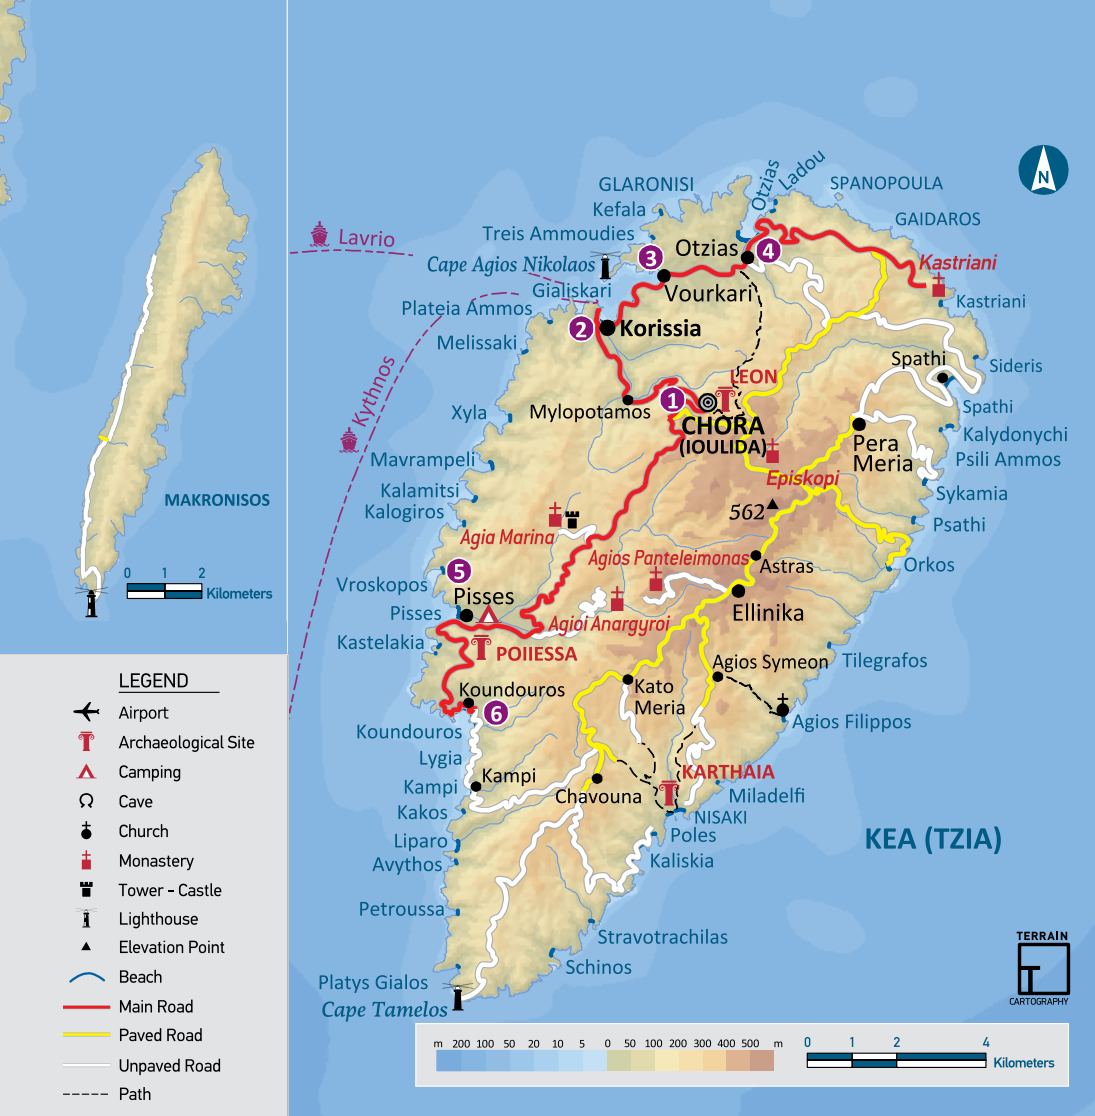 GLARONISI
Kefala
Treis Ammoudies
Cape Agios Nikolaos
Gialiskari
Plateia Ammos
Melissaki
Lavrio
Kythnos
Otzias
Ladou
SPANOPOULA
GAIDAROS
N
Otzias
4
3
Vourkari
2
Korissia
Kastriani
Kastriani
Spathi
Sideris
Spathi
Kalydonychi
Psili Ammos
Sykamia
Psathi
Orkos
Pera
Meria
LEON
1
CHORA
(IOULIDA)
Mylopotamos
Xyla
Mavrampeli
Kalamitsi
Kalogiros
Episkopi
562
Agia Marina
Agios Panteleimonas
Astras
Ellinika
Agioi Anargyroi
5
Vroskopos
Pisses
Pisses
Kastelakia
POIIESSA
Koundouros
6
Koundouros
Lygia
Kampi
Kampi
Kakos
Liparo
Avythos
Petroussa
Platys Gialos
Cape Tamelos
Kato
Meria
Agios Symeon
Tilegrafos
Agios Filippos
KARTHAIA
Miladelfi
NISAKI
Poles
Kaliskia
Chavouna
Stravotrachilas
Schinos
KEA (TZIA)
MAKRONISOS
0 1 2
Kilometers
LEGEND
Airport
Archaeological Site
Camping
Cave
Church
Monastery
Tower - Castle
Lighthouse
Elevation Point
Beach
Main Road
Paved Road
Unpaved Road
Path
TERRAIN
T
CARTOGRAPHY
m 200 100 50 20 10 5 0 50 100 200 300 400 500 m
0 1 2 4
Kilometers